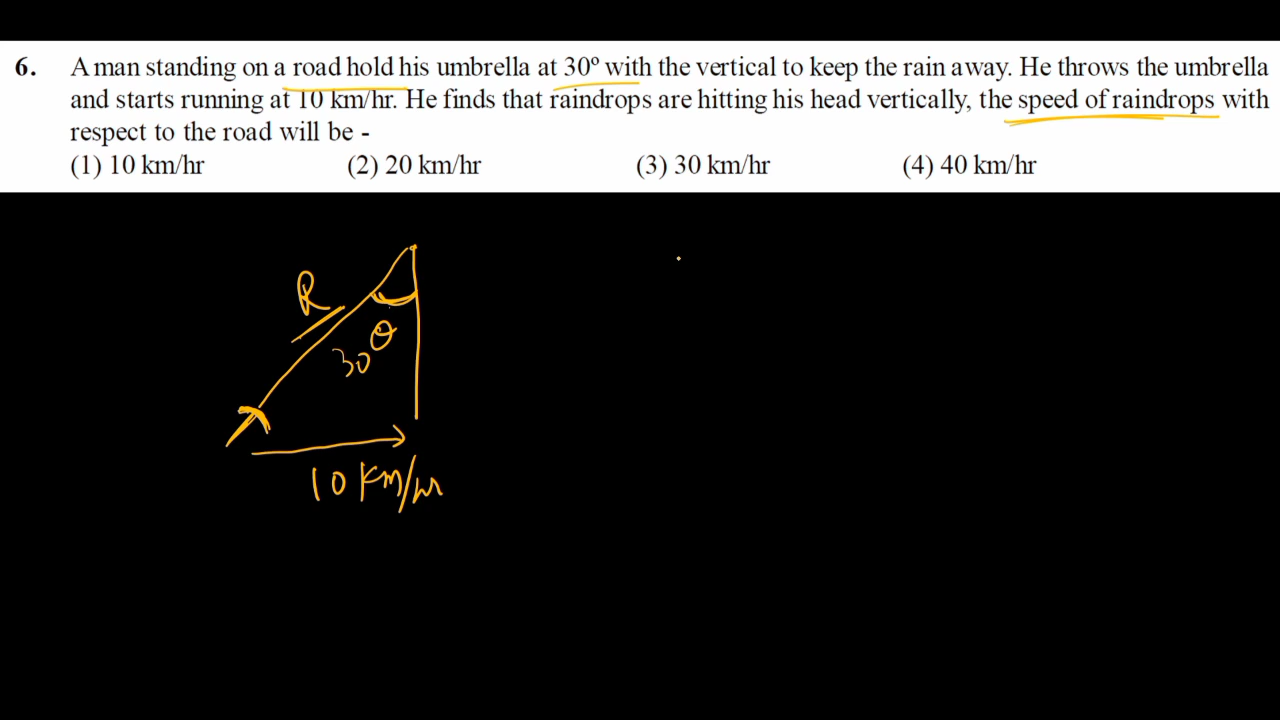 6. A man standing on a road hold his umbrella at 30º with the vertical to keep the rain away. He throws the umbrella
and starts running at 10 km/hr. He finds that raindrops are hitting his head vertically, the speed of raindrops with
respect to the road will be -
(1) 10 km/hr (2) 20 km/hr (3) 30 km/hr (4) 40 km/hr
R
θ
30
10 Km/hr